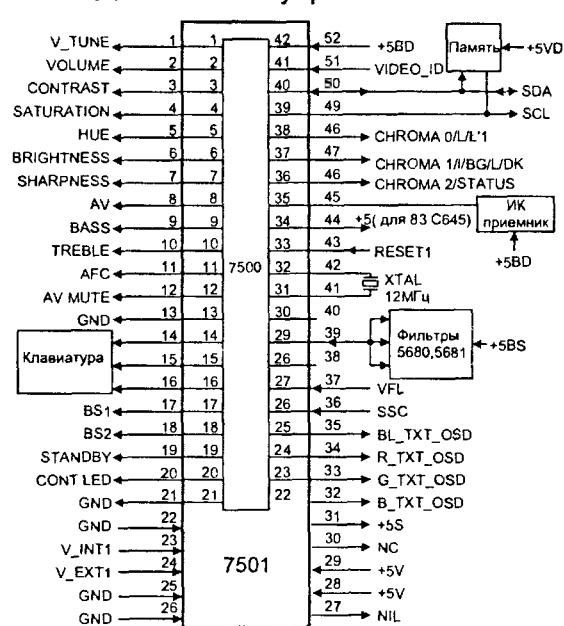 V_TUNE 1 1 42 52 +5BD Память +5VD
VOLUME 2 2 41 51 VIDEO_ID
CONTRAST 3 3 40 50 SDA
SATURATION 4 4 39 49 SCL
HUE 5 5 38 46 CHROMA 0/L/L'1
BRIGHTNESS 6 6 37 47 CHROMA 1/I/BG/L/DK
SHARPNESS 7 7 36 46 CHROMA 2/STATUS
AV 8 8 35 45 ИК приемник
BASS 9 9 34 44 +5( для 83 C645)
TREBLE 10 10 33 43 RESET1 +5BD
AFC 11 11 7500 32 42 XTAL
AV MUTE 12 12 31 41 12МГц
GND 13 13 30 40
Клавиатура 14 14 29 39 Фильтры 5680,5681 +5BS
15 15 26 38
16 16 27 37 VFL
BS1 17 17 26 36 SSC
BS2 18 18 25 35 BL_TXT_OSD
STANDBY 19 19 24 34 R_TXT_OSD
CONT LED 20 20 23 33 G_TXT_OSD
GND 21 21 22 32 B_TXT_OSD
GND 22 31 +5S
V_INT1 23 30 NC
V_EXT1 24 7501 29 +5V
GND 25 28 +5V
GND 26 27 NIL